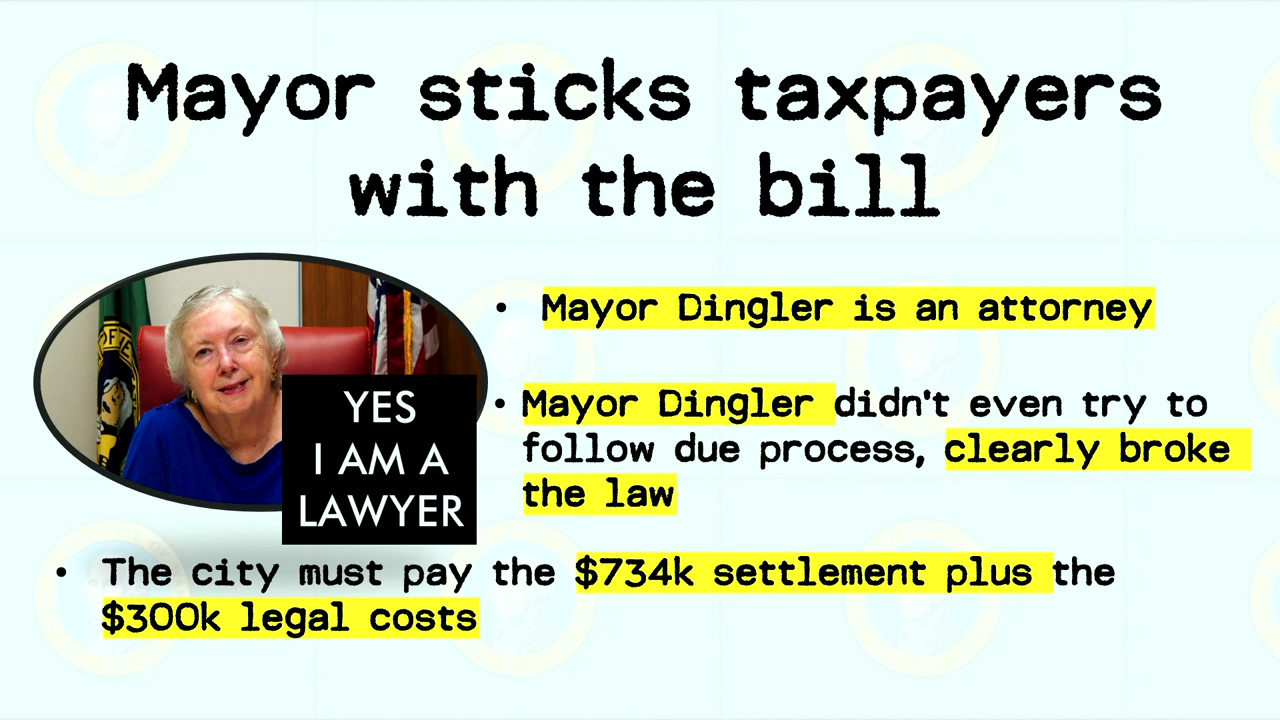 Mayor sticks taxpayers
with the bill
• Mayor Dingler is an attorney
YES
I AM A
LAWYER
• Mayor Dingler didn't even try to
follow due process, clearly broke
the law
• The city must pay the $734k settlement plus the
$300k legal costs